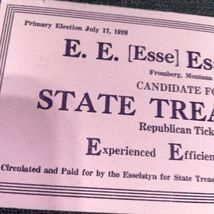 Primary Election July 17, 1928
E. E. [Esse] Es
Fromberg, Montana
CANDIDATE FO
STATE TREA
Republican Tick
Experienced Efficien
Circulated and Paid for by the Esselstyn for State Treas